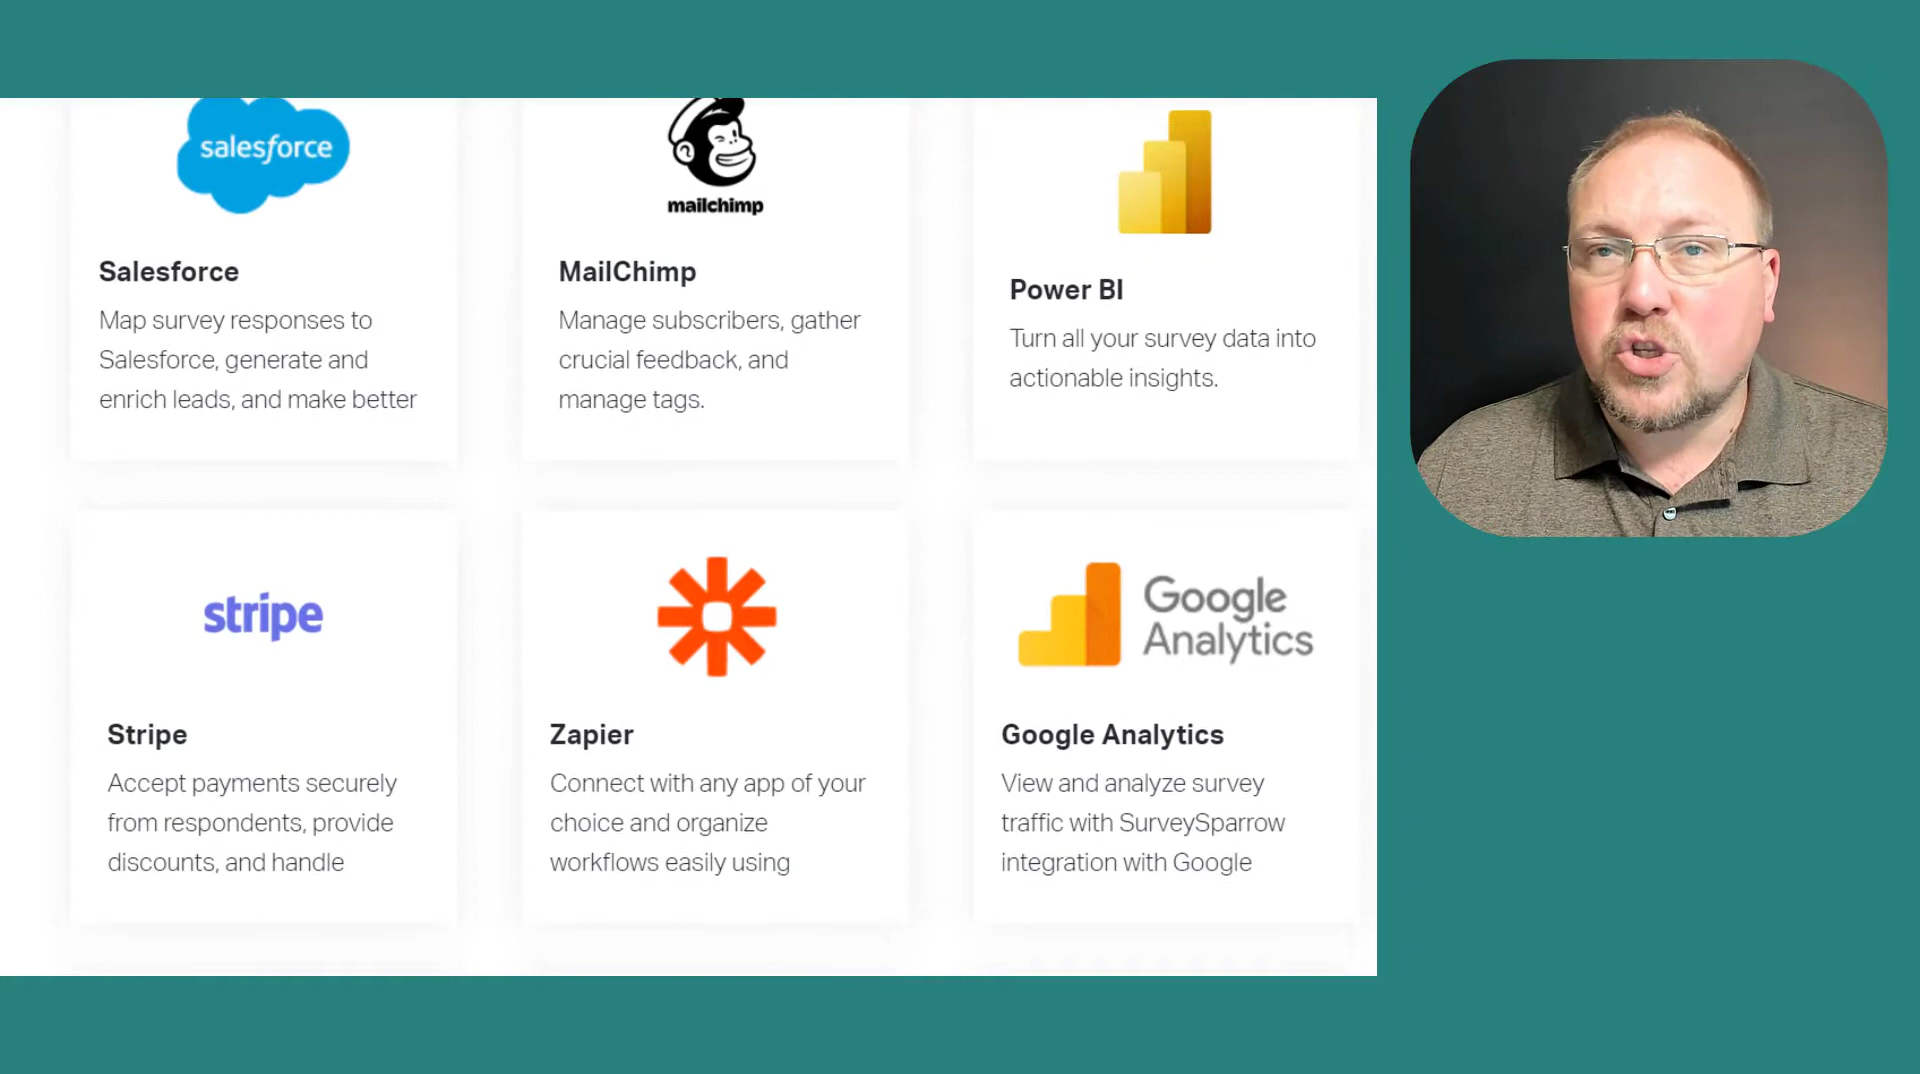 salesforce
Salesforce
Map survey responses to
Salesforce, generate and
enrich leads, and make better
mailchimp
MailChimp
Manage subscribers, gather
crucial feedback, and
manage tags.
Power BI
Turn all your survey data into
actionable insights.
stripe
Stripe
Accept payments securely
from respondents, provide
discounts, and handle
Zapier
Connect with any app of your
choice and organize
workflows easily using
Google
Analytics
Google Analytics
View and analyze survey
traffic with SurveySparrow
integration with Google